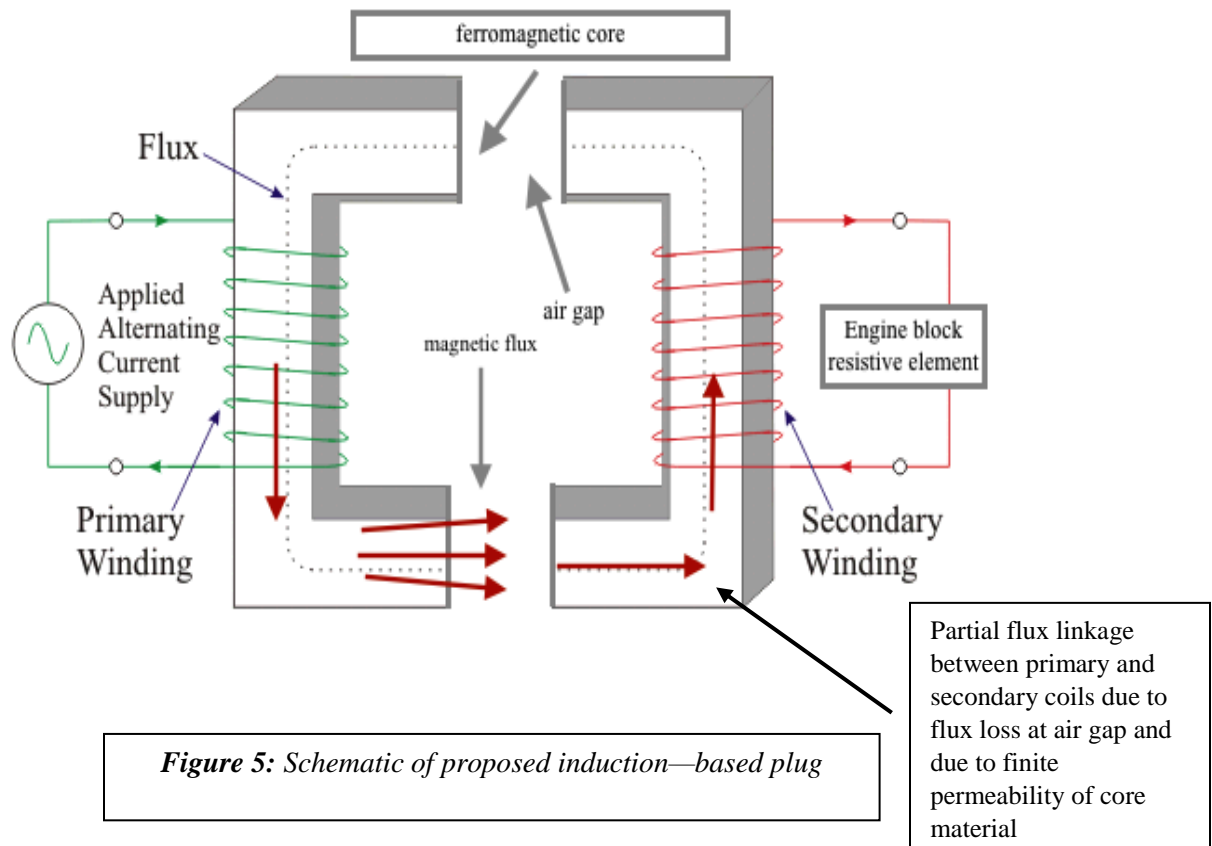 ferromagnetic core
Flux
Applied
Alternating
Current
Supply
air gap
magnetic flux
Engine block
resistive element
Primary
Winding
Secondary
Winding
Partial flux linkage
between primary and
secondary coils due to
flux loss at air gap and
due to finite
permeability of core
material
Figure 5: Schematic of proposed induction—based plug